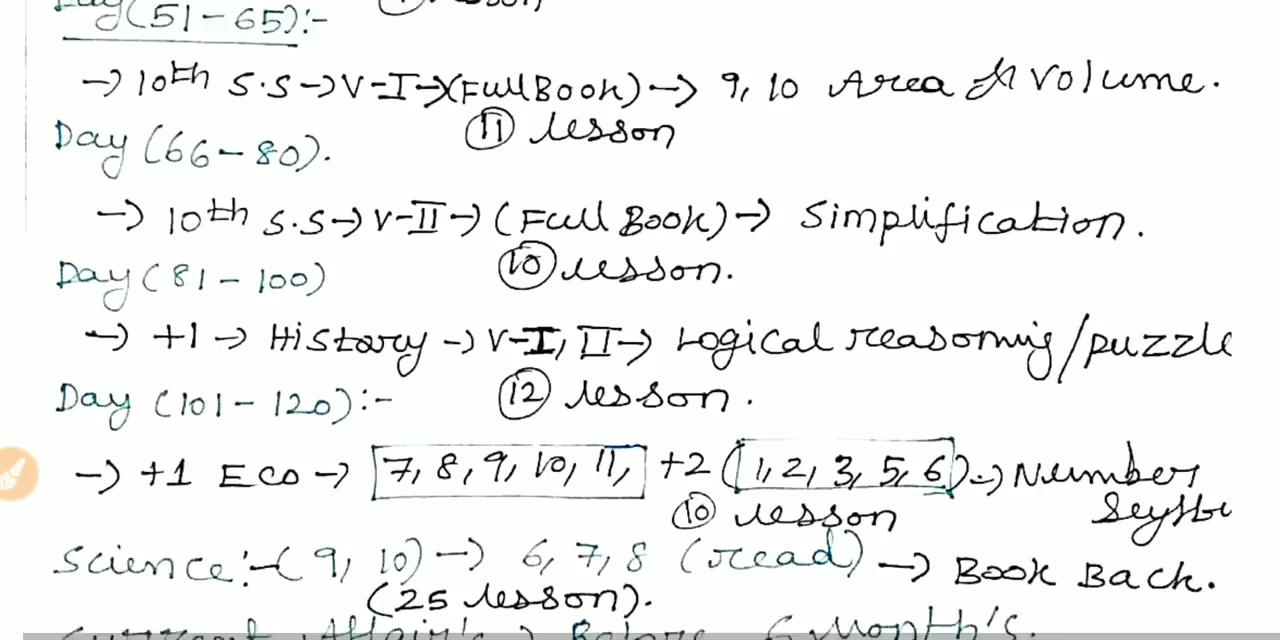 Day (51-65):-
→ 10th S.S → V-I → (Full Book) → 9, 10 Area & Volume.
⑪ lesson
Day (66-80).
→ 10th S.S → V-II → (Full Book) → Simplification.
⑩ lesson.
Day (81-100)
→ +1 → History → V-I, II → Logical reasoning/puzzle
⑫ lesson.
Day (101-120):-
→ +1 Eco → 7, 8, 9, 10, 11, +2 (1, 2, 3, 5, 6) → Number
⑩ lesson
Science:- (9, 10) → 6, 7, 8 (read) → Book Back.
(25 lesson).
6 Month's.